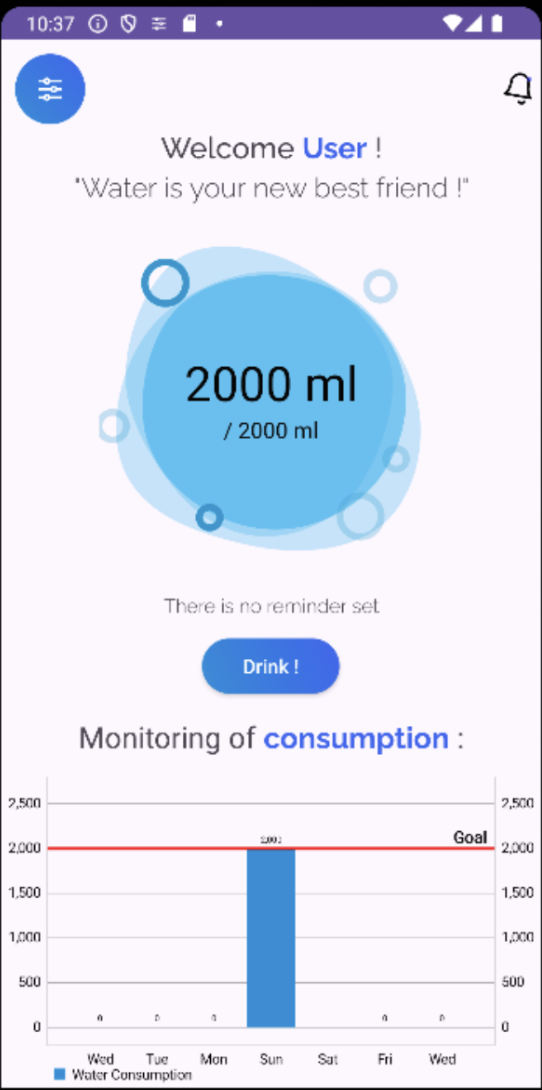 10:37
Welcome User !
"Water is your new best friend !"
2000 ml
/ 2000 ml
There is no reminder set
Drink !
Monitoring of consumption :
2,500 2,500
2,000 2,000 Goal 2,000
1,500 1,500
1,000 1,000
500 500
0 0 0 0 0 0 0
Wed Tue Mon Sun Sat Fri Wed
Water Consumption